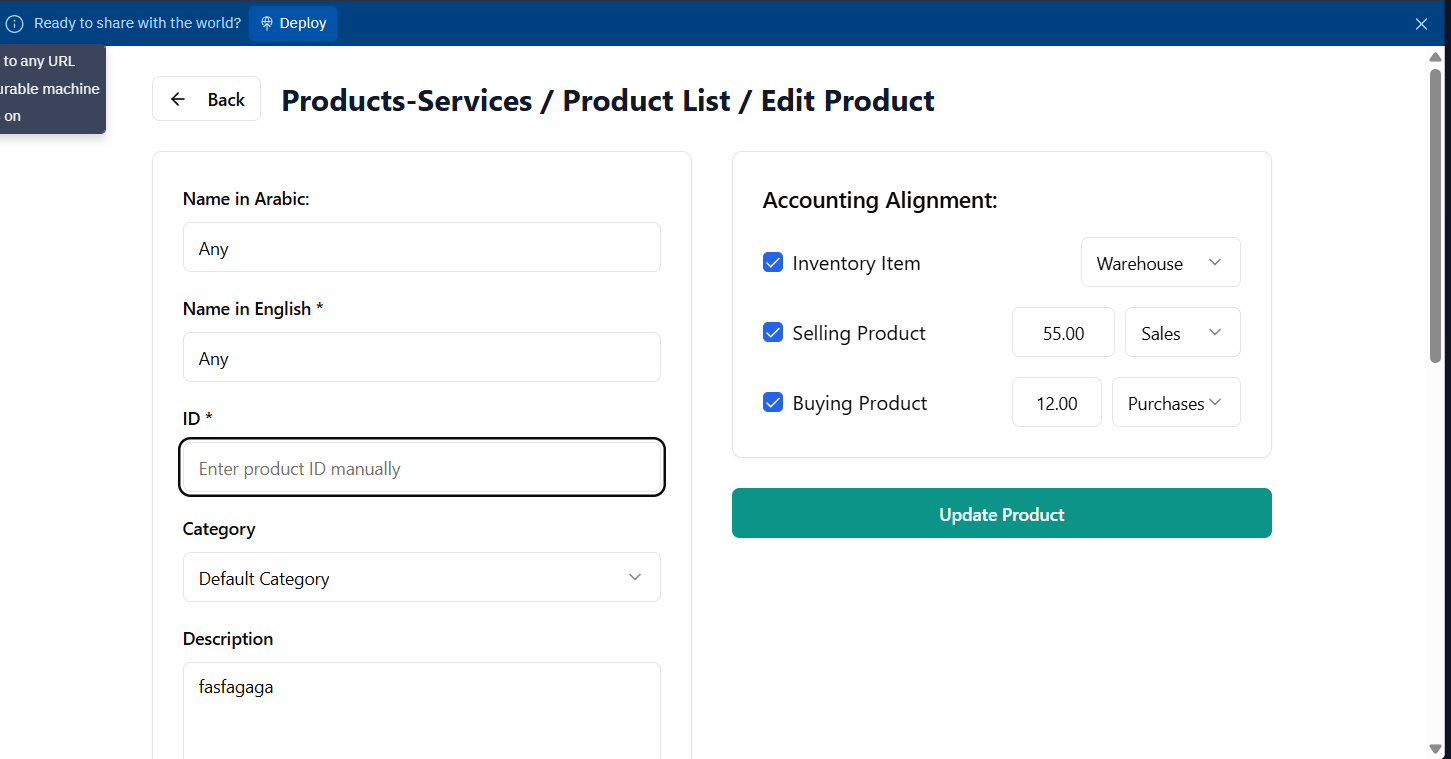 Ready to share with the world? Deploy
to any URL
urable machine
on
Back
Products-Services / Product List / Edit Product
Name in Arabic:
Any
Name in English *
Any
ID *
Enter product ID manually
Category
Default Category
Description
fasfagaga
Accounting Alignment:
Inventory Item Warehouse
Selling Product 55.00 Sales
Buying Product 12.00 Purchases
Update Product